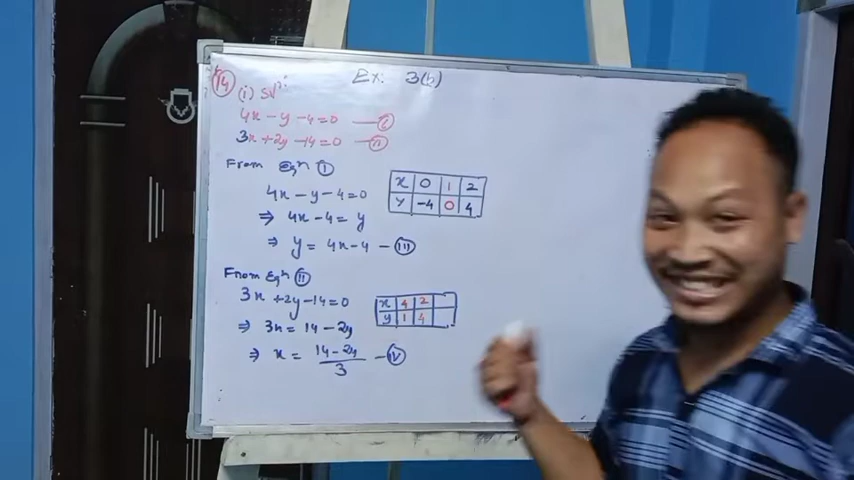 Ex: 3(b)
14 (i) Solⁿ:
4x - y - 4 = 0 — (i)
3x + 2y - 14 = 0 — (ii)
From Eqⁿ (I)
4x - y - 4 = 0
⇒ 4x - 4 = y
⇒ y = 4x - 4 — (III)
x 0 1 2
y -4 0 4
From Eqⁿ (II)
3x + 2y - 14 = 0
⇒ 3x = 14 - 2y
⇒ x = (14 - 2y)/3 — (IV)
x 4 2
y 1 4